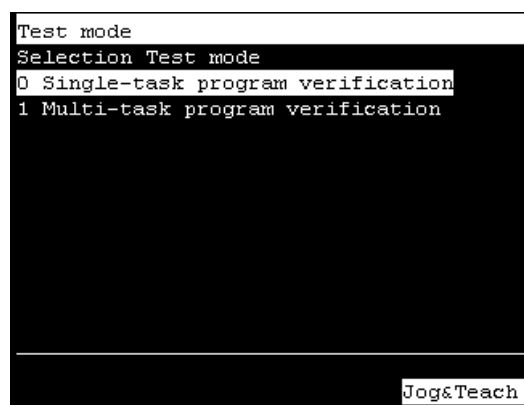 Test mode
Selection Test mode
0 Single-task program verification
1 Multi-task program verification
Jog&Teach